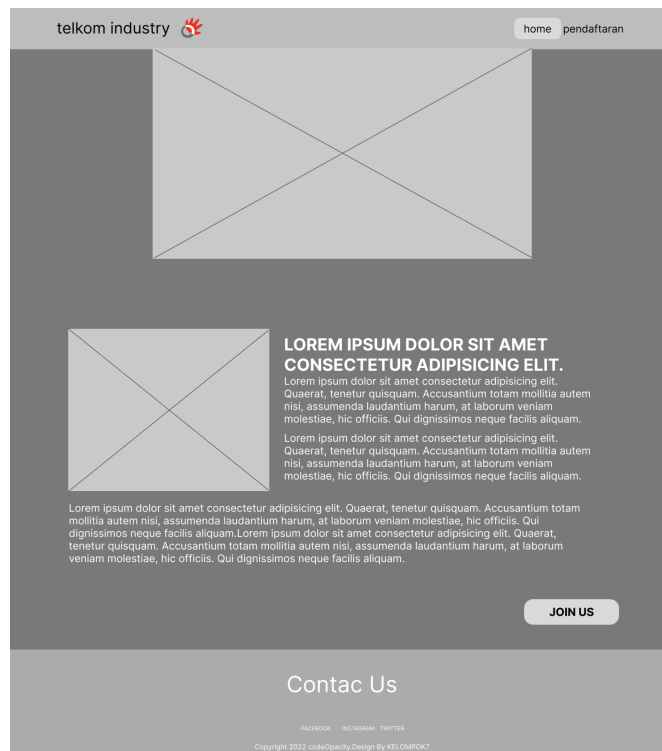 telkom industry
home
pendaftaran
LOREM IPSUM DOLOR SIT AMET
CONSECTETUR ADIPISICING ELIT.
Lorem ipsum dolor sit amet consectetur adipisicing elit.
Quaerat, tenetur quisquam. Accusantium totam mollitia autem
nisi, assumenda laudantium harum, at laborum veniam
molestiae, hic officiis. Qui dignissimos neque facilis aliquam.
Lorem ipsum dolor sit amet consectetur adipisicing elit.
Quaerat, tenetur quisquam. Accusantium totam mollitia autem
nisi, assumenda laudantium harum, at laborum veniam
molestiae, hic officiis. Qui dignissimos neque facilis aliquam.
Lorem ipsum dolor sit amet consectetur adipisicing elit. Quaerat, tenetur quisquam. Accusantium totam
mollitia autem nisi, assumenda laudantium harum, at laborum veniam molestiae, hic officiis. Qui
dignissimos neque facilis aliquam.Lorem ipsum dolor sit amet consectetur adipisicing elit. Quaerat,
tenetur quisquam. Accusantium totam mollitia autem nisi, assumenda laudantium harum, at laborum
veniam molestiae, hic officiis. Qui dignissimos neque facilis aliquam.
JOIN US
Contac Us
FACEBOOK INSTAGRAM TWITTER
Copyright 2022 codeOpacity.Design By KELOMPOK7